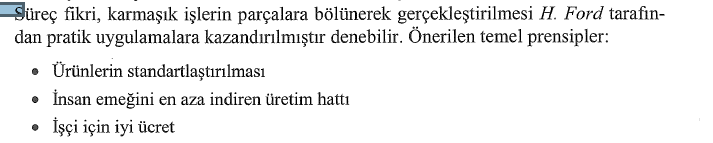 Süreç fikri, karmaşık işlerin parçalara bölünerek gerçekleştirilmesi H. Ford tarafın-
dan pratik uygulamalara kazandırılmıştır denebilir. Önerilen temel prensipler:
• Ürünlerin standartlaştırılması
• İnsan emeğini en aza indiren üretim hattı
• İşçi için iyi ücret